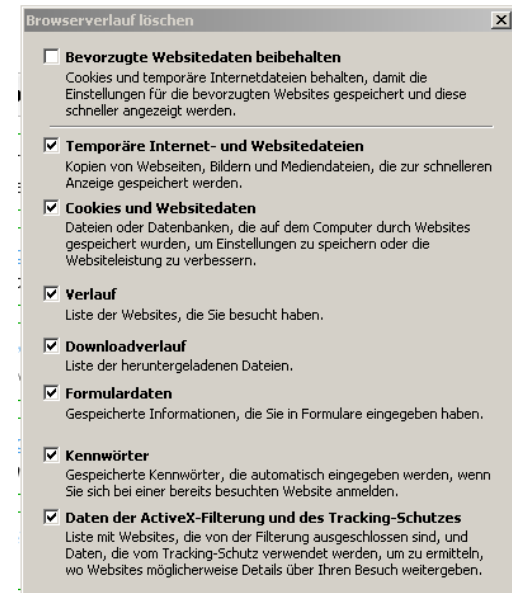 Browserverlauf löschen
Bevorzugte Websitedaten beibehalten
Cookies und temporäre Internetdateien behalten, damit die
Einstellungen für die bevorzugten Websites gespeichert und diese
schneller angezeigt werden.
Temporäre Internet- und Websitedateien
Kopien von Webseiten, Bildern und Mediendateien, die zur schnelleren
Anzeige gespeichert werden.
Cookies und Websitedaten
Dateien oder Datenbanken, die auf dem Computer durch Websites
gespeichert wurden, um Einstellungen zu speichern oder die
Websiteleistung zu verbessern.
Verlauf
Liste der Websites, die Sie besucht haben.
Downloadverlauf
Liste der heruntergeladenen Dateien.
Formulardaten
Gespeicherte Informationen, die Sie in Formulare eingegeben haben.
Kennwörter
Gespeicherte Kennwörter, die automatisch eingegeben werden, wenn
Sie sich bei einer bereits besuchten Website anmelden.
Daten der ActiveX-Filterung und des Tracking-Schutzes
Liste mit Websites, die von der Filterung ausgeschlossen sind, und
Daten, die vom Tracking-Schutz verwendet werden, um zu ermitteln,
wo Websites möglicherweise Details über Ihren Besuch weitergeben.